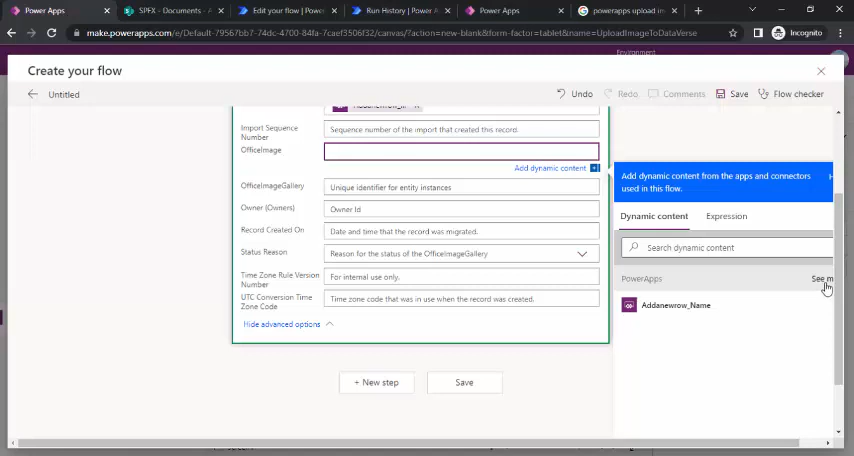 Power Apps
SPFX - Documents - A
Edit your flow | Powe
Run History | Power A
Power Apps
powerapps upload im
make.powerapps.com/e/Default-79567bb7-74dc-4700-84fa-7caef3506f32/canvas/?action=new-blank&form-factor=tablet&name=UploadImageToDataVerse
Incognito
Environment
Create your flow
Untitled
Undo
Redo
Comments
Save
Flow checker
Import Sequence Number
Sequence number of the import that created this record.
OfficeImage
Add dynamic content
OfficeImageGallery
Unique identifier for entity instances
Owner (Owners)
Owner Id
Record Created On
Date and time that the record was migrated.
Status Reason
Reason for the status of the OfficeImageGallery
Time Zone Rule Version Number
For internal use only.
UTC Conversion Time Zone Code
Time zone code that was in use when the record was created.
Hide advanced options
+ New step
Save
Add dynamic content from the apps and connectors used in this flow.
H
Dynamic content
Expression
Search dynamic content
PowerApps
See m
Addanewrow_Name